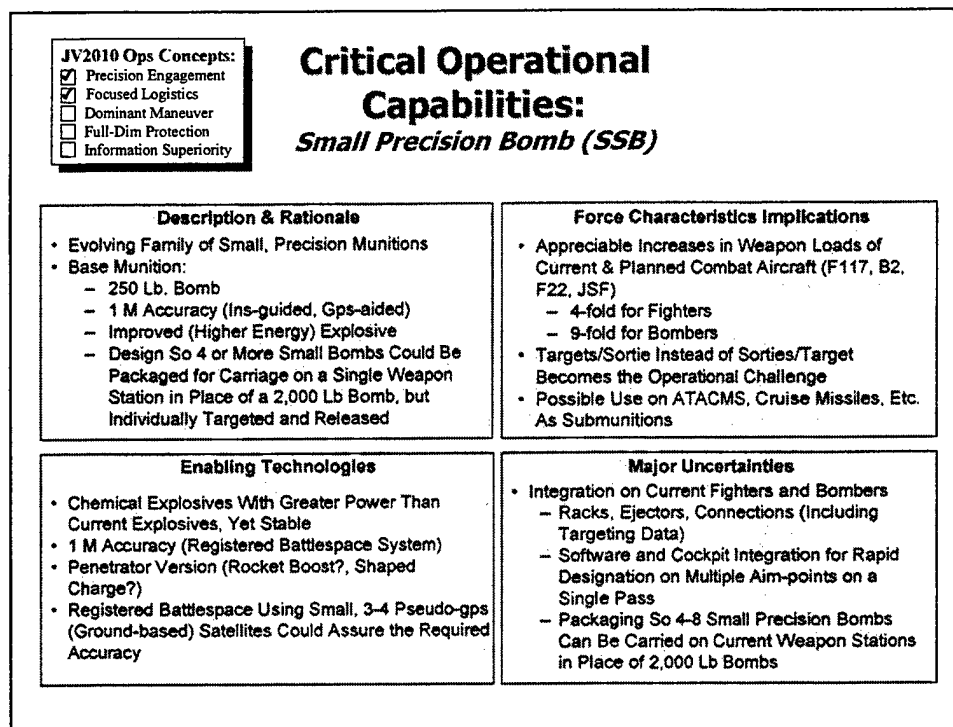 JV2010 Ops Concepts:
☑ Precision Engagement
☑ Focused Logistics
☐ Dominant Maneuver
☐ Full-Dim Protection
☐ Information Superiority
Critical Operational
Capabilities:
Small Precision Bomb (SSB)
Description & Rationale
• Evolving Family of Small, Precision Munitions
• Base Munition:
– 250 Lb. Bomb
– 1 M Accuracy (Ins-guided, Gps-aided)
– Improved (Higher Energy) Explosive
– Design So 4 or More Small Bombs Could Be
Packaged for Carriage on a Single Weapon
Station in Place of a 2,000 Lb Bomb, but
Individually Targeted and Released
Force Characteristics Implications
• Appreciable Increases in Weapon Loads of
Current & Planned Combat Aircraft (F117, B2,
F22, JSF)
– 4-fold for Fighters
– 9-fold for Bombers
• Targets/Sortie Instead of Sorties/Target
Becomes the Operational Challenge
• Possible Use on ATACMS, Cruise Missiles, Etc.
As Submunitions
Enabling Technologies
• Chemical Explosives With Greater Power Than
Current Explosives, Yet Stable
• 1 M Accuracy (Registered Battlespace System)
• Penetrator Version (Rocket Boost?, Shaped
Charge?)
• Registered Battlespace Using Small, 3-4 Pseudo-gps
(Ground-based) Satellites Could Assure the Required
Accuracy
Major Uncertainties
• Integration on Current Fighters and Bombers
– Racks, Ejectors, Connections (Including
Targeting Data)
– Software and Cockpit Integration for Rapid
Designation on Multiple Aim-points on a
Single Pass
– Packaging So 4-8 Small Precision Bombs
Can Be Carried on Current Weapon Stations
in Place of 2,000 Lb Bombs